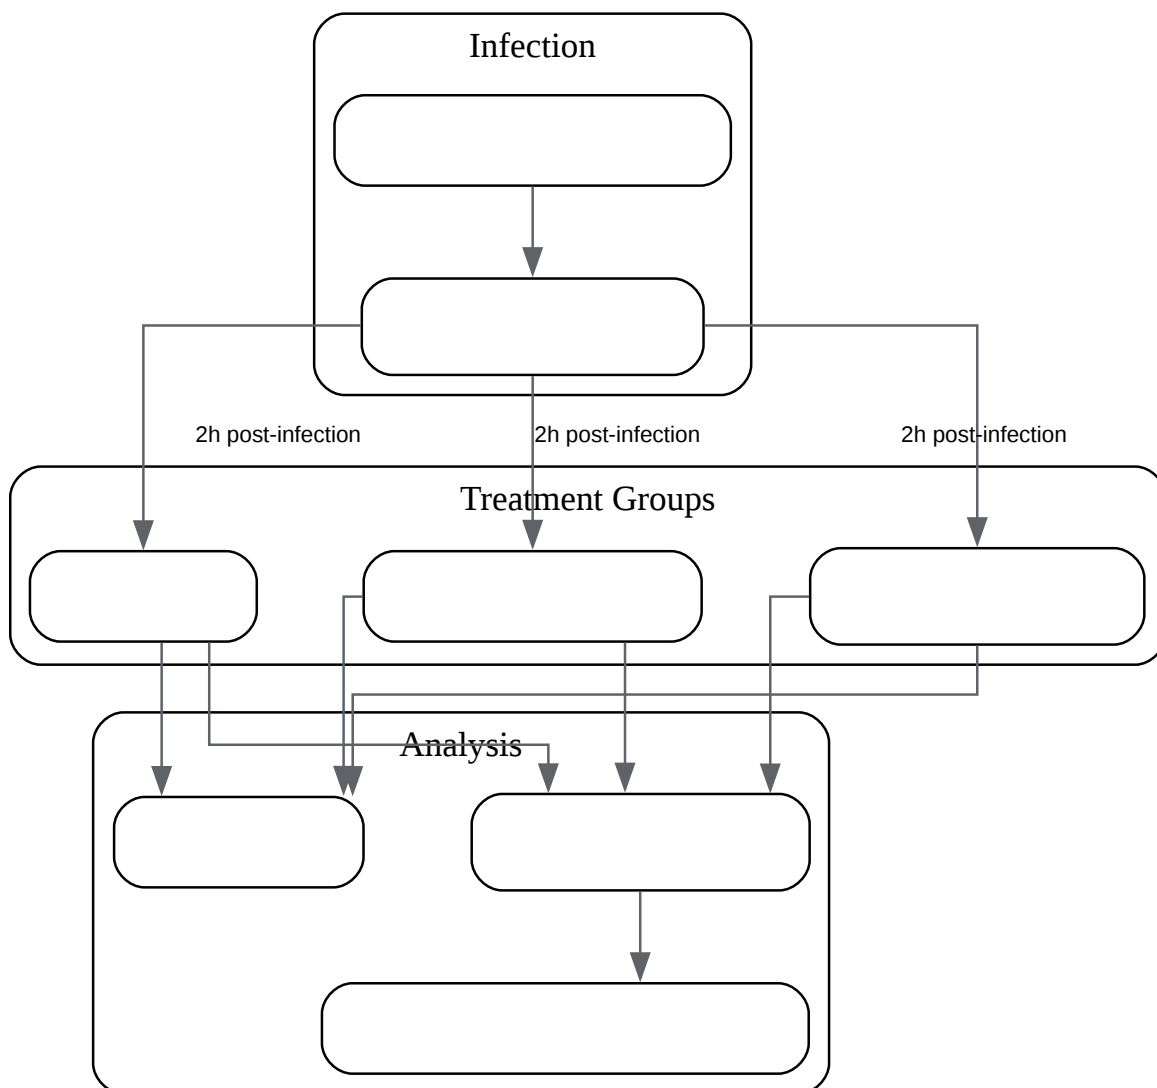 Infection
2h post-infection
2h post-infection
2h post-infection
Treatment Groups
Analysis